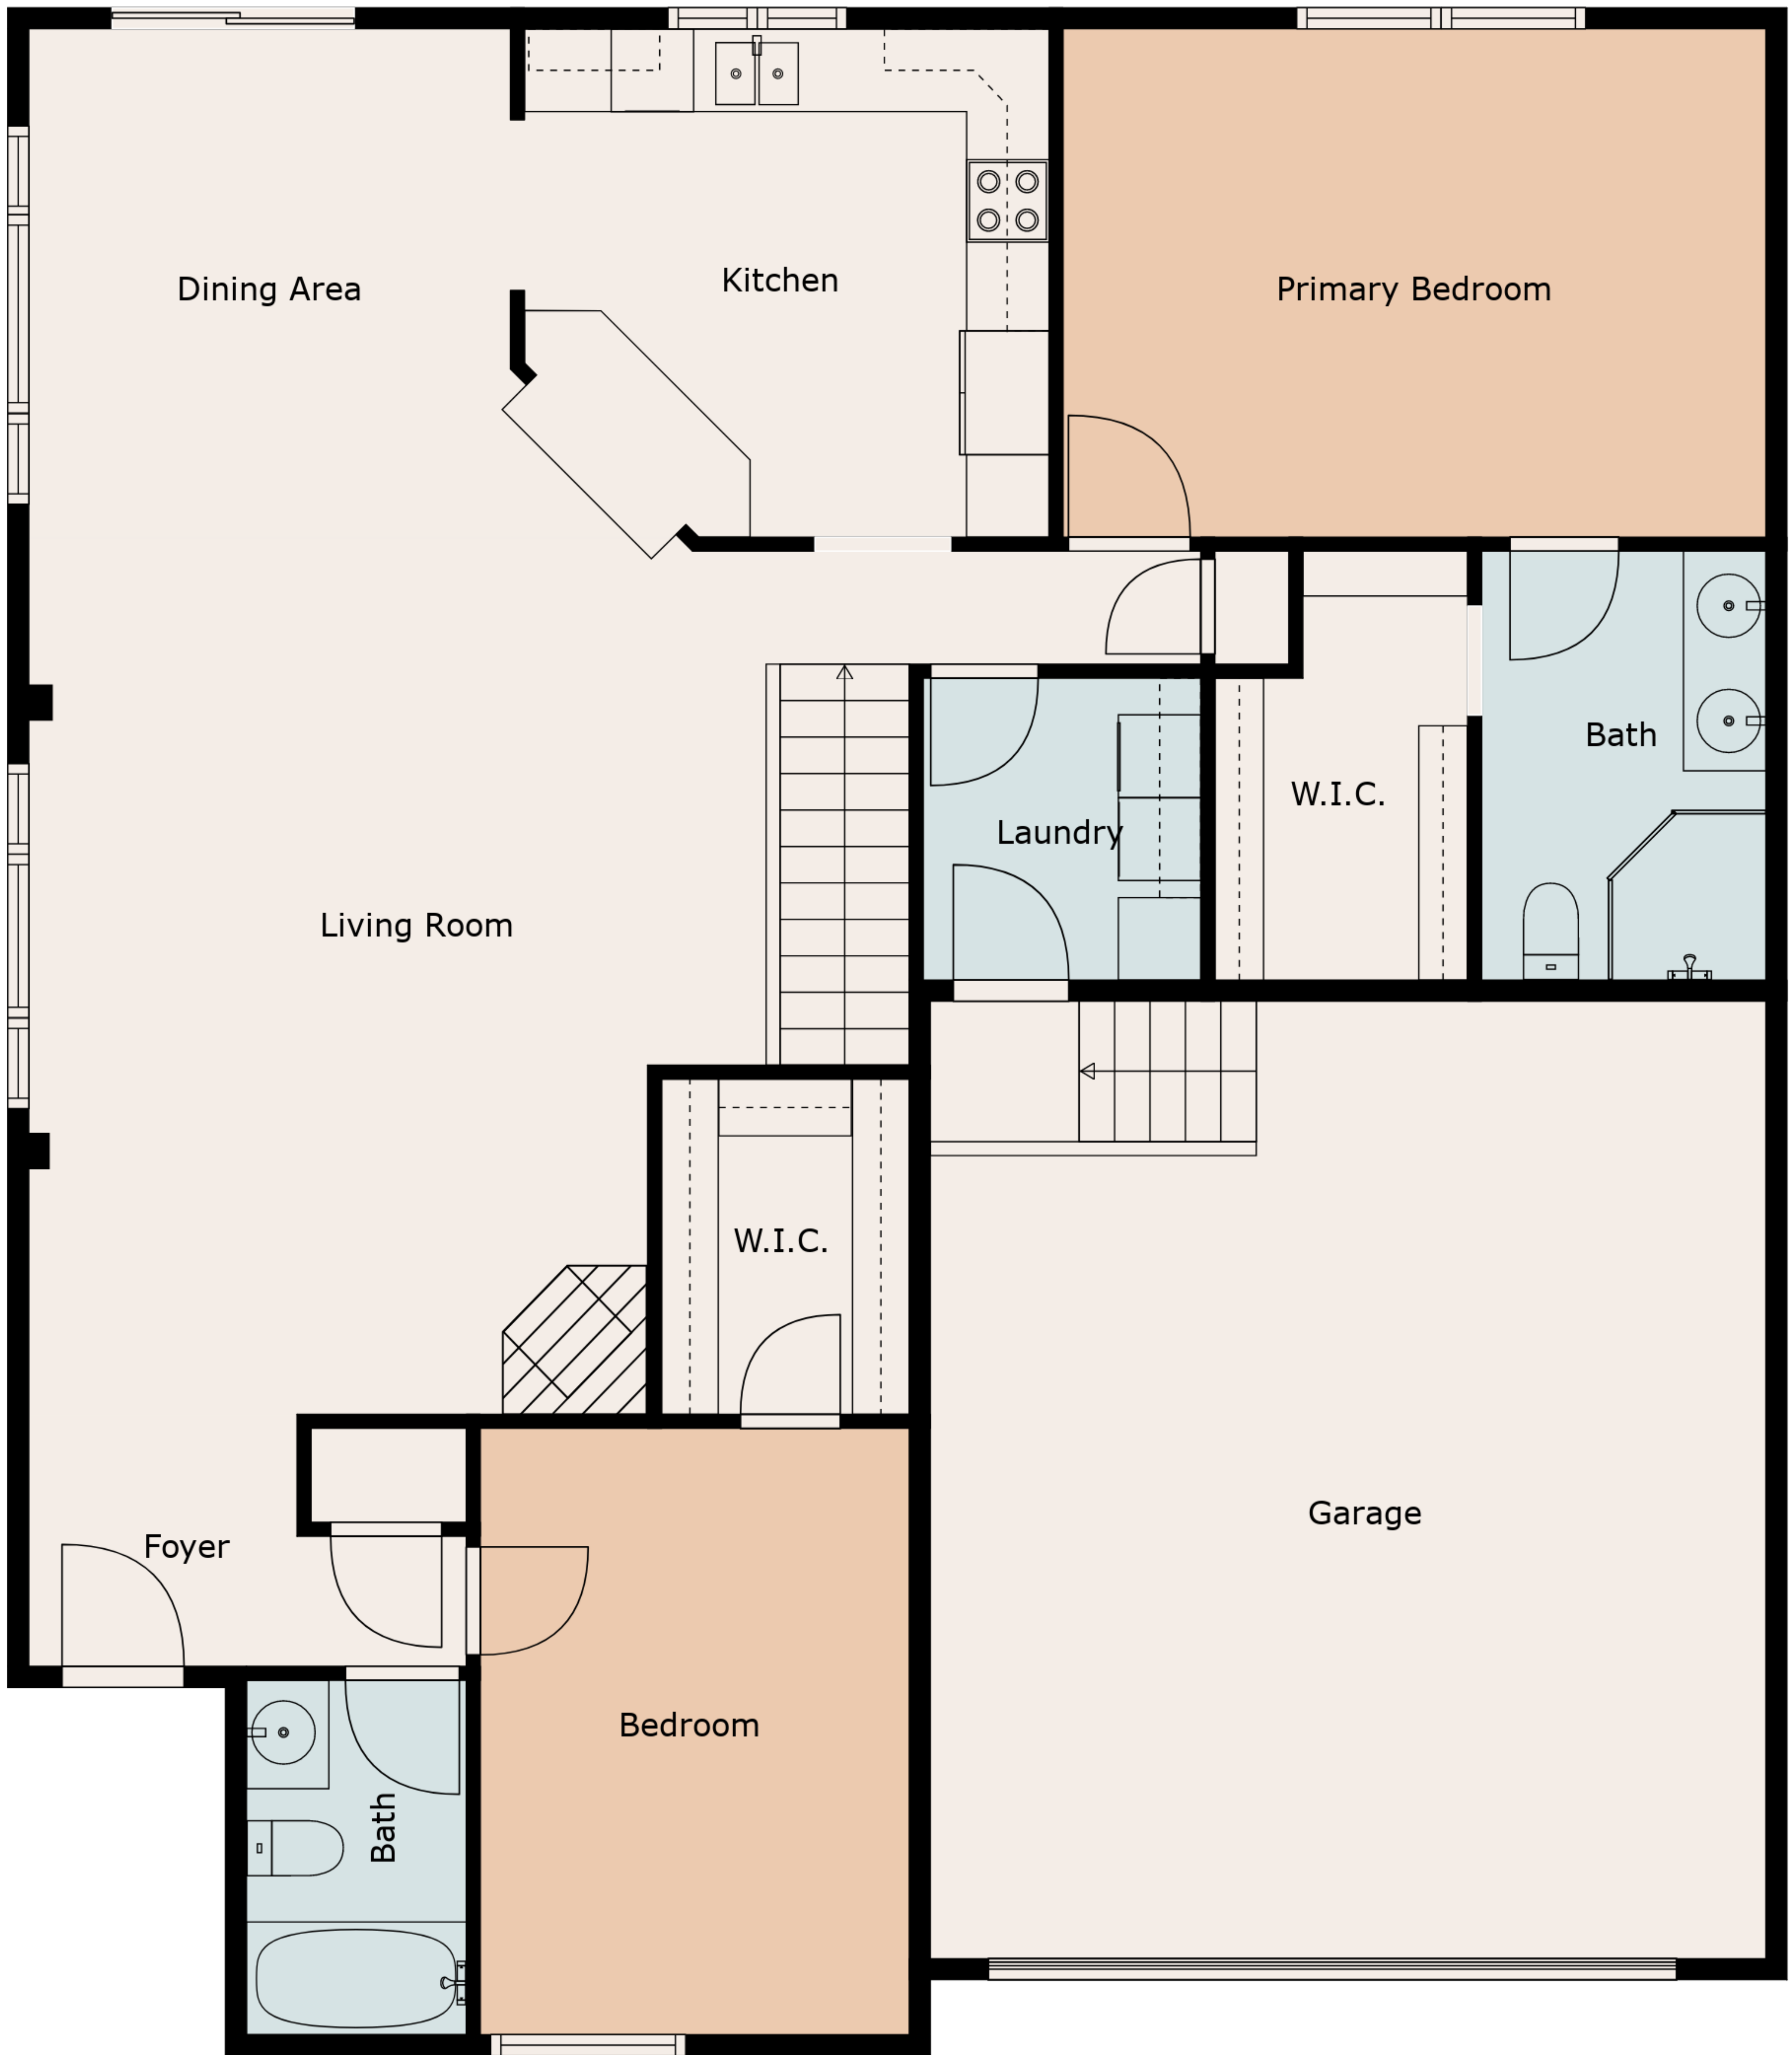 Dining Area
Kitchen
Primary Bedroom
Bath
W.I.C.
Laundry
Living Room
W.I.C.
Garage
Foyer
Bedroom
Bath